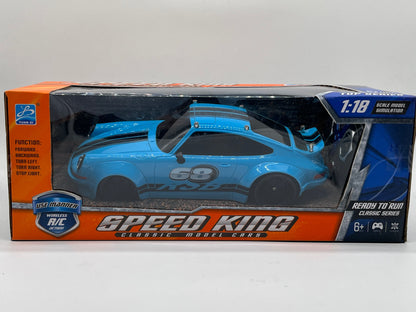 1:18
SCALE MODEL
SIMULATION
FUNCTION:
FORWARD.
BACKWARD.
TURN LEFT.
TURN RIGHT.
STOP LIGHT.
68
WIRELESS
R/C
SPEED KING
CLASSIC MODEL CARS
READY TO RUN
CLASSIC SERIES
6+